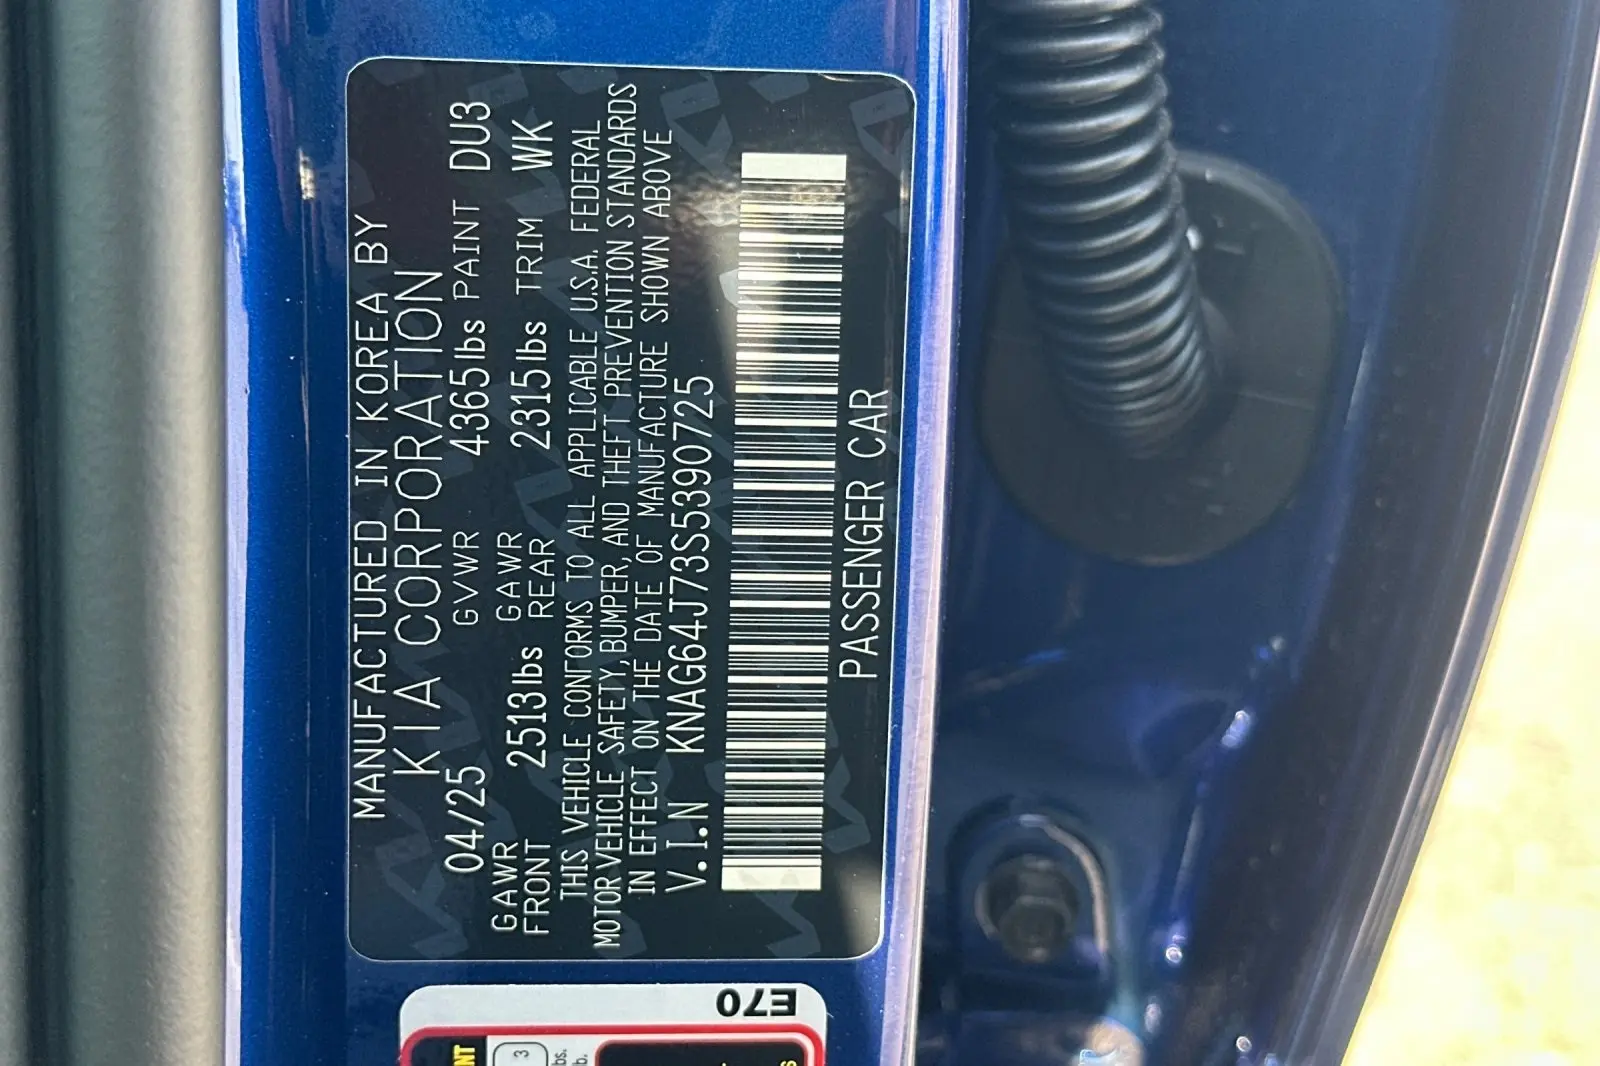 MANUFACTURED IN KOREA BY
KIA CORPORATION
04/25 GVWR 4365lbs PAINT DU3
GAWR FRONT 2513lbs GAWR REAR 2315lbs TRIM WK
THIS VEHICLE CONFORMS TO ALL APPLICABLE U.S.A. FEDERAL
MOTOR VEHICLE SAFETY, BUMPER, AND THEFT PREVENTION STANDARDS
IN EFFECT ON THE DATE OF MANUFACTURE SHOWN ABOVE
V.I.N KNAG64J73S5390725
PASSENGER CAR
E70
3